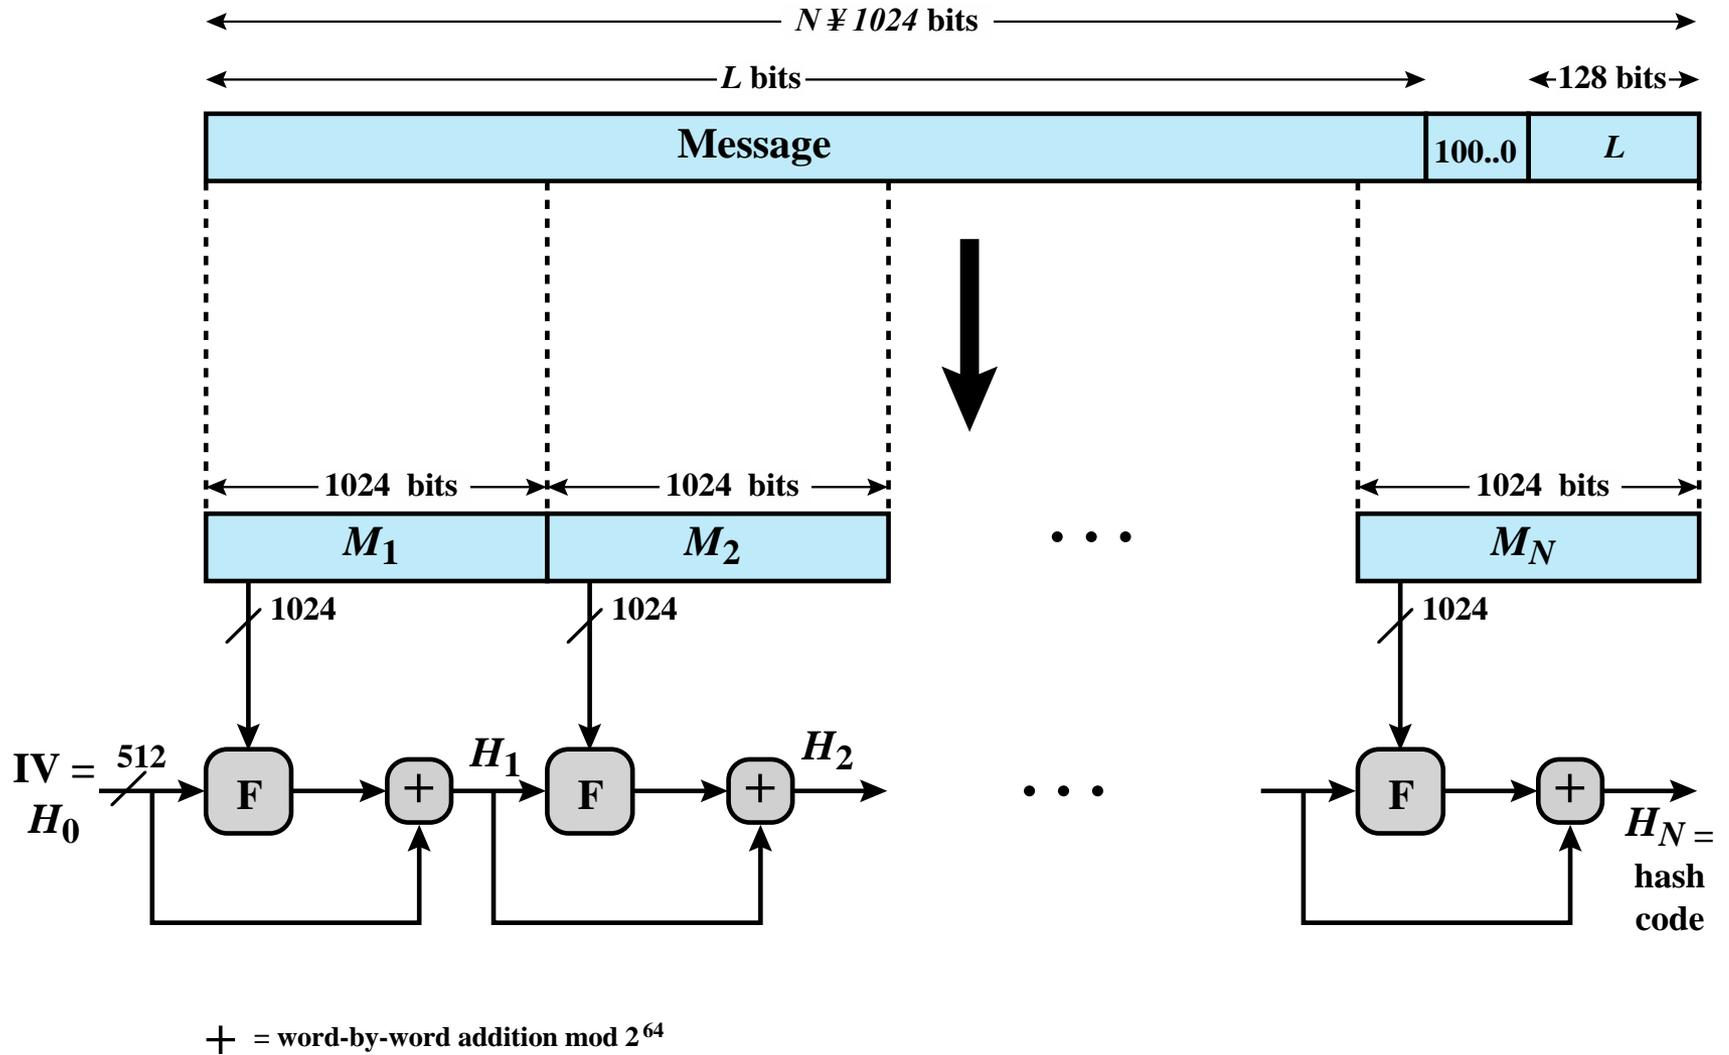 N ¥ 1024 bits
L bits
128 bits
Message
100..0
L
1024 bits
1024 bits
1024 bits
M1
M2
. . .
MN
1024
1024
1024
IV =
H0
512
F
+
H1
F
+
H2
. . .
F
+
HN =
hash
code
+ = word-by-word addition mod 2^64